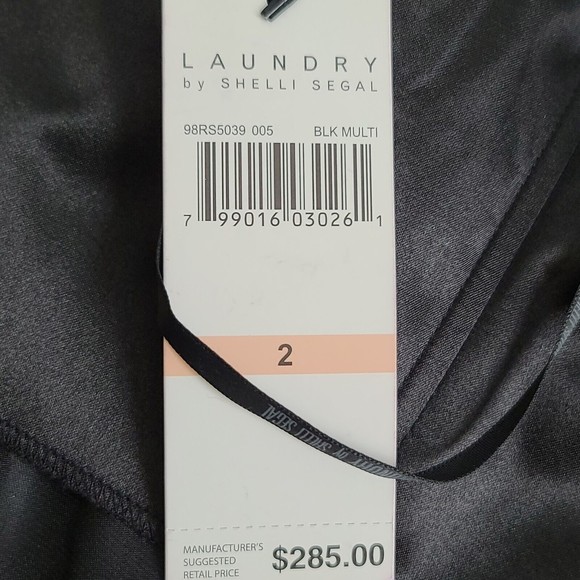 LAUNDRY
by SHELLI SEGAL
98RS5039 005 BLK MULTI
7 99016 03026 1
2
MANUFACTURER'S
SUGGESTED
RETAIL PRICE
$285.00